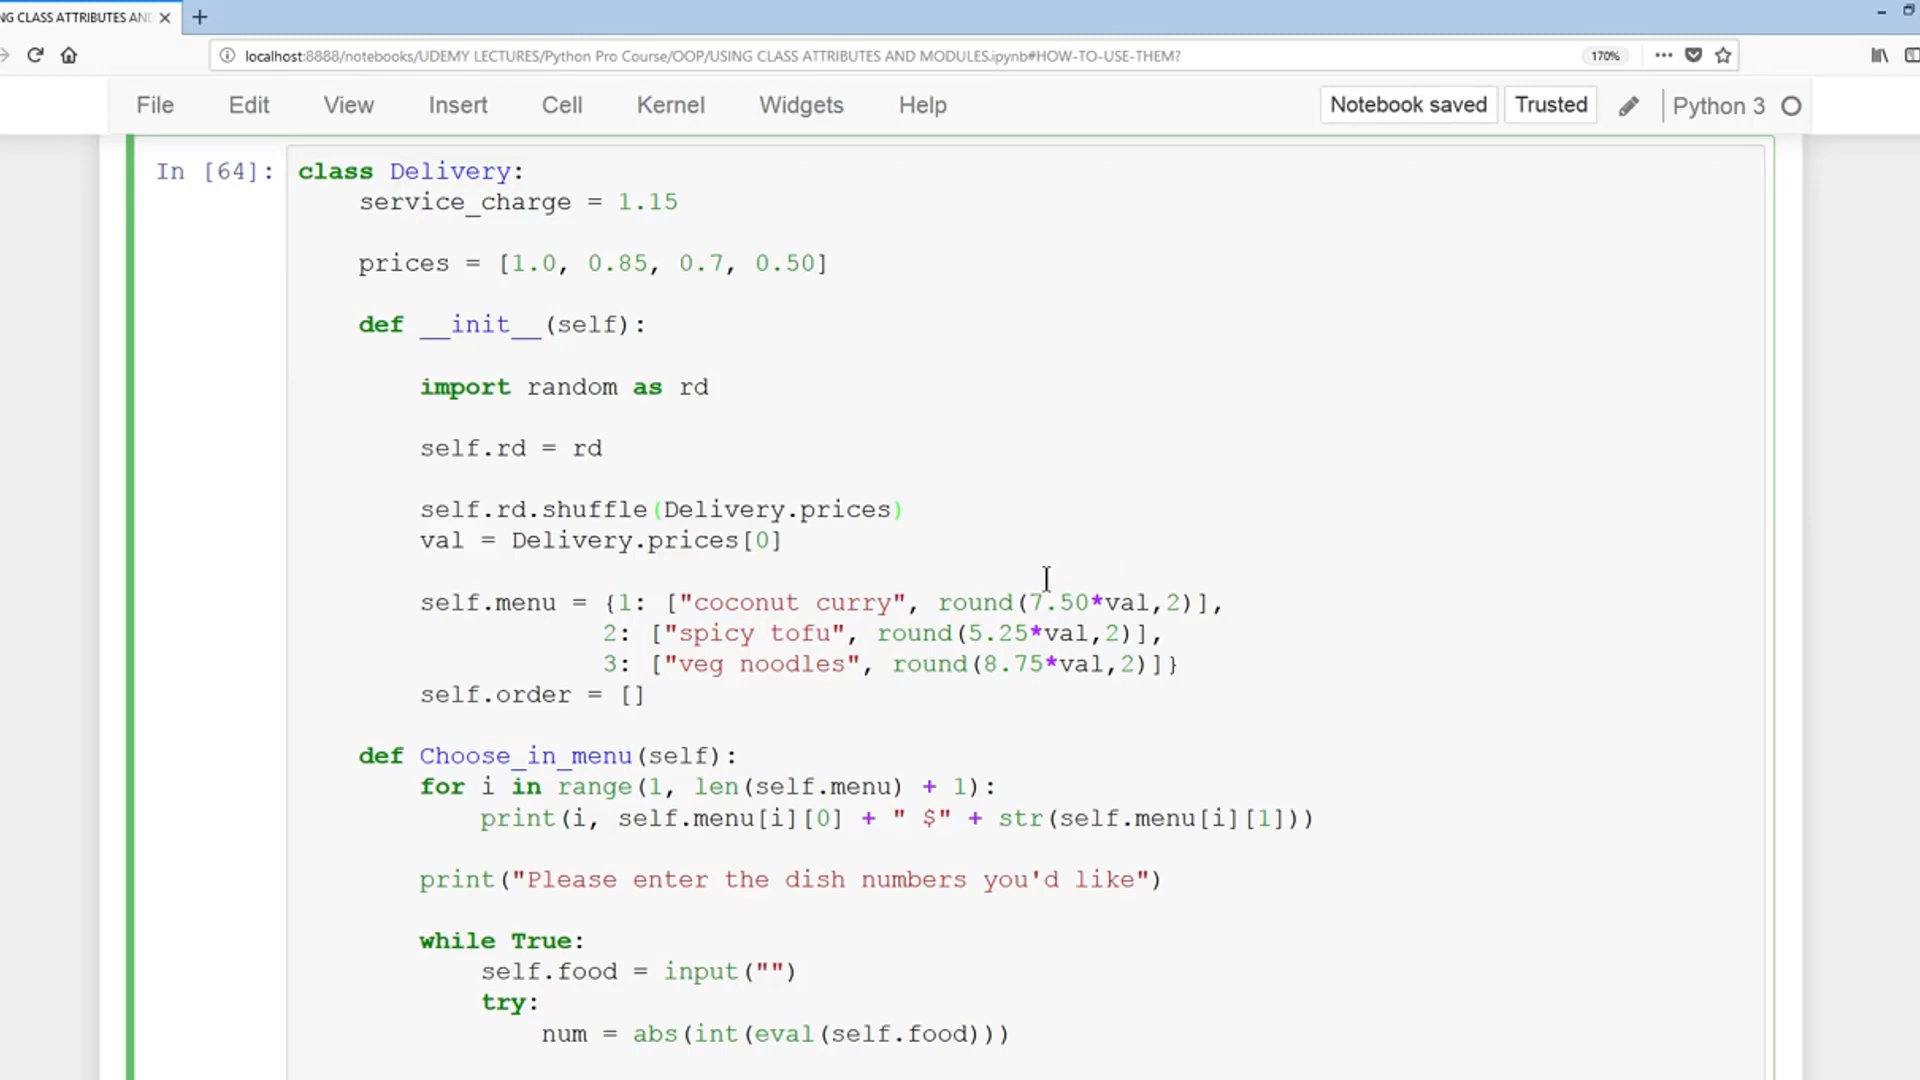 NG CLASS ATTRIBUTES AND
localhost:8888/notebooks/UDEMY LECTURES/Python Pro Course/OOP/USING CLASS ATTRIBUTES AND MODULES.ipynb#HOW-TO-USE-THEM?
170%
File Edit View Insert Cell Kernel Widgets Help
Notebook saved Trusted Python 3
In [64]: class Delivery:
    service_charge = 1.15
    prices = [1.0, 0.85, 0.7, 0.50]
    def __init__(self):
        import random as rd
        self.rd = rd
        self.rd.shuffle(Delivery.prices)
        val = Delivery.prices[0]
        self.menu = {1: ["coconut curry", round(7.50*val,2)],
                    2: ["spicy tofu", round(5.25*val,2)],
                    3: ["veg noodles", round(8.75*val,2)]}
        self.order = []
    def Choose_in_menu(self):
        for i in range(1, len(self.menu) + 1):
            print(i, self.menu[i][0] + " $" + str(self.menu[i][1]))
        print("Please enter the dish numbers you'd like")
        while True:
            self.food = input("")
            try:
                num = abs(int(eval(self.food)))